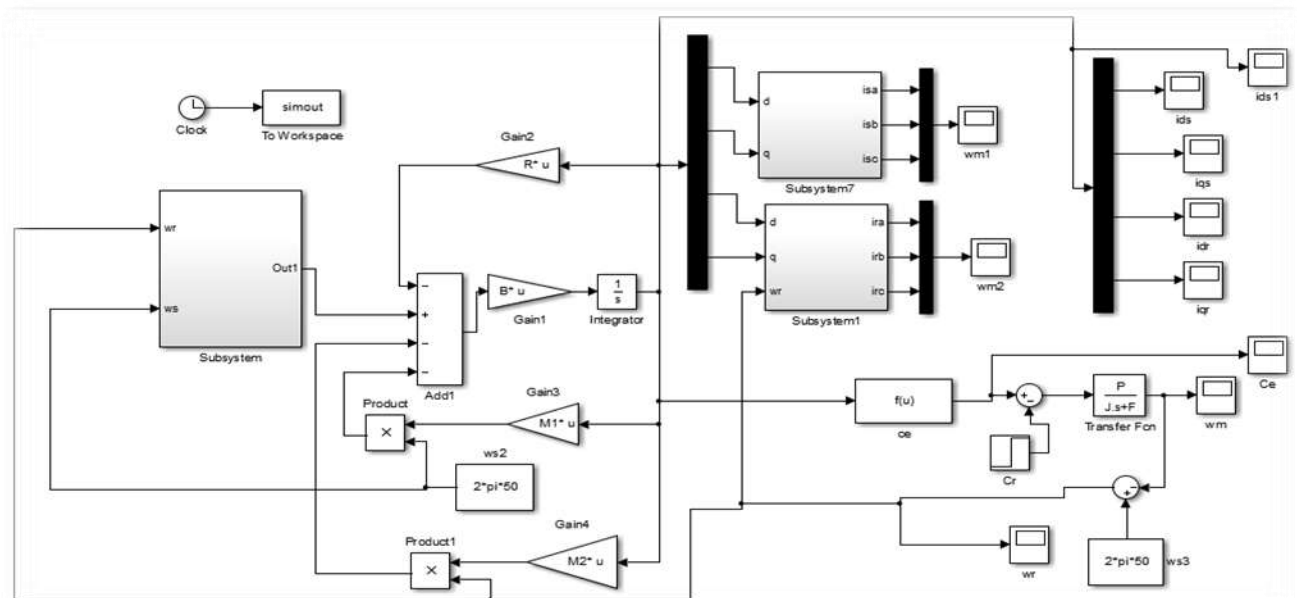 simout
Clock
To Workspace
Gain2
R* u
wr
ws
Out1
Subsystem
−
+
−
−
Add1
B* u
Gain1
1
s
Integrator
Product
×
Gain3
M1* u
ws2
2*pi*50
Gain4
M2* u
Product1
×
d
q
isa
isb
isc
Subsystem7
wm1
d
q
wr
ira
irb
irc
Subsystem1
wm2
ids1
ids
iqs
idr
iqr
Ce
f(u)
ce
+
−
Cr
P
J.s+F
Transfer Fcn
wm
−
+
2*pi*50
ws3
wr